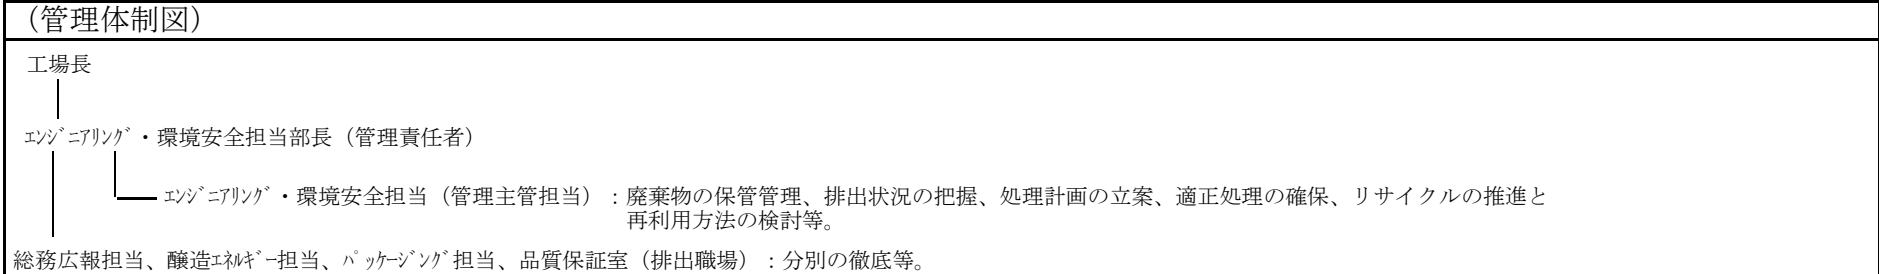 （管理体制図）
工場長
ｴﾝｼﾞﾆｱﾘﾝｸﾞ・環境安全担当部長（管理責任者）
ｴﾝｼﾞﾆｱﾘﾝｸﾞ・環境安全担当（管理主管担当）：廃棄物の保管管理、排出状況の把握、処理計画の立案、適正処理の確保、リサイクルの推進と
再利用方法の検討等。
総務広報担当、醸造ｴﾈﾙｷﾞｰ担当、ﾊﾟｯｹｰｼﾞﾝｸﾞ担当、品質保証室（排出職場）：分別の徹底等。